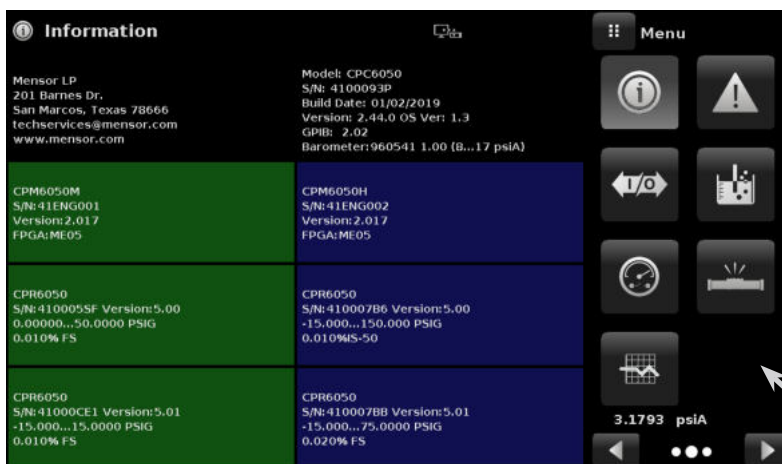 Information
Mensor LP
201 Barnes Dr.
San Marcos, Texas 78666
techservices@mensor.com
www.mensor.com
Model: CPC6050
S/N: 4100093P
Build Date: 01/02/2019
Version: 2.44.0 OS Ver: 1.3
GPIB: 2.02
Barometer:960541 1.00 (8...17 psiA)
CPM6050M
S/N:41ENG001
Version:2.017
FPGA:ME05
CPM6050H
S/N:41ENG002
Version:2.017
FPGA:ME05
CPR6050
S/N:410005SF Version:5.00
0.00000...50.0000 PSIG
0.010% FS
CPR6050
S/N:410007B6 Version:5.00
-15.000...150.000 PSIG
0.010%IS-50
CPR6050
S/N:41000CE1 Version:5.01
-15.000...15.0000 PSIG
0.010% FS
CPR6050
S/N:410007BB Version:5.01
-15.000...75.0000 PSIG
0.020% FS
Menu
I/O
3.1793 psiA